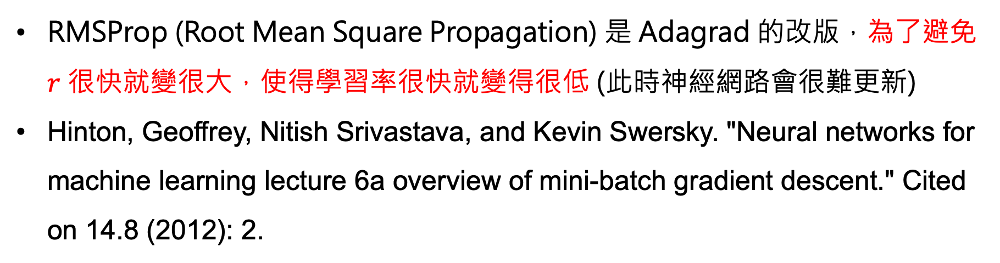 • RMSProp (Root Mean Square Propagation) 是 Adagrad 的改版，為了避免
r 很快就變很大，使得學習率很快就變得很低 (此時神經網路會很難更新)
• Hinton, Geoffrey, Nitish Srivastava, and Kevin Swersky. "Neural networks for
machine learning lecture 6a overview of mini-batch gradient descent." Cited
on 14.8 (2012): 2.